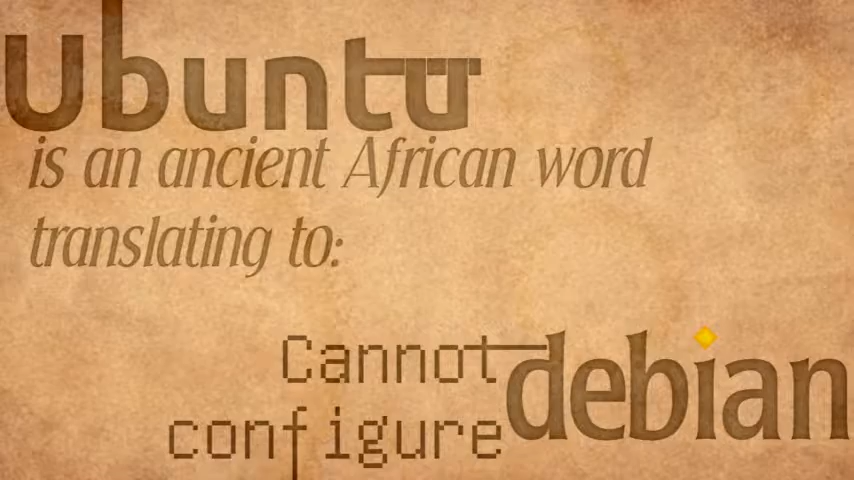 Ubuntu
is an ancient African word
translating to:
Cannot
configure debian